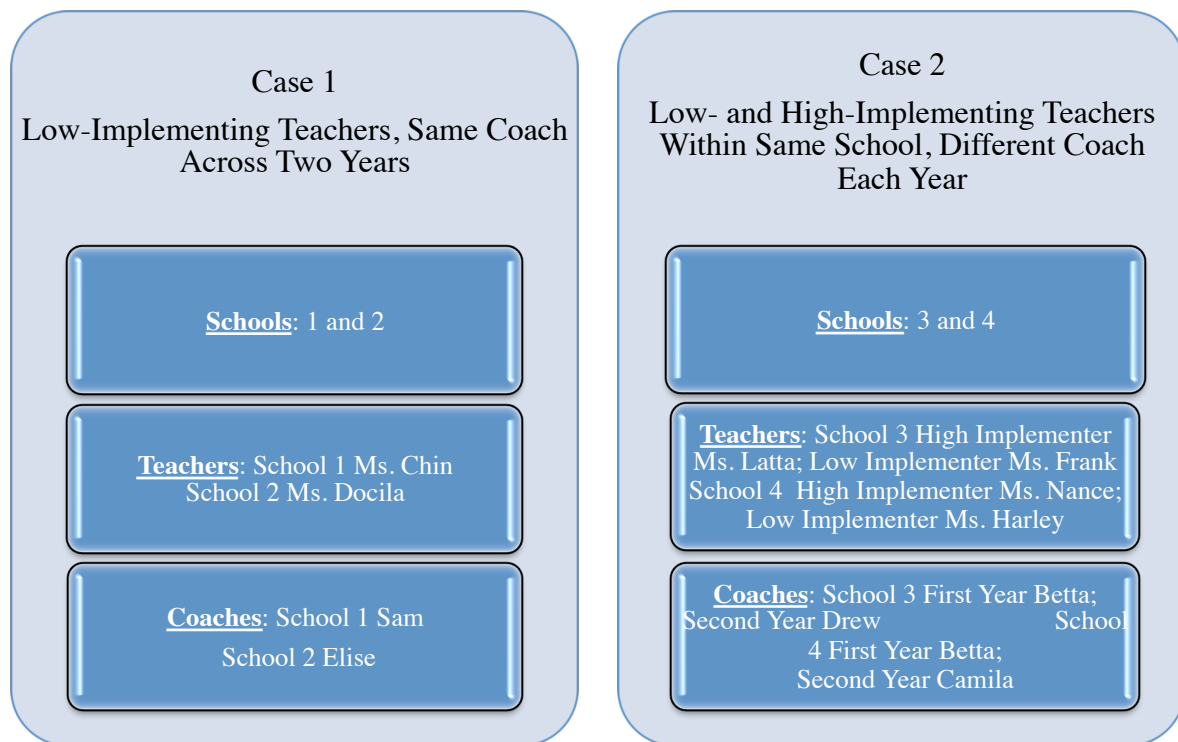 Case 1
Low-Implementing Teachers, Same Coach
Across Two Years
Schools: 1 and 2
Teachers: School 1 Ms. Chin
School 2 Ms. Docila
Coaches: School 1 Sam
School 2 Elise
Case 2
Low- and High-Implementing Teachers
Within Same School, Different Coach
Each Year
Schools: 3 and 4
Teachers: School 3 High Implementer
Ms. Latta; Low Implementer Ms. Frank
School 4  High Implementer Ms. Nance;
Low Implementer Ms. Harley
Coaches: School 3 First Year Betta;
Second Year Drew School
4 First Year Betta;
Second Year Camila